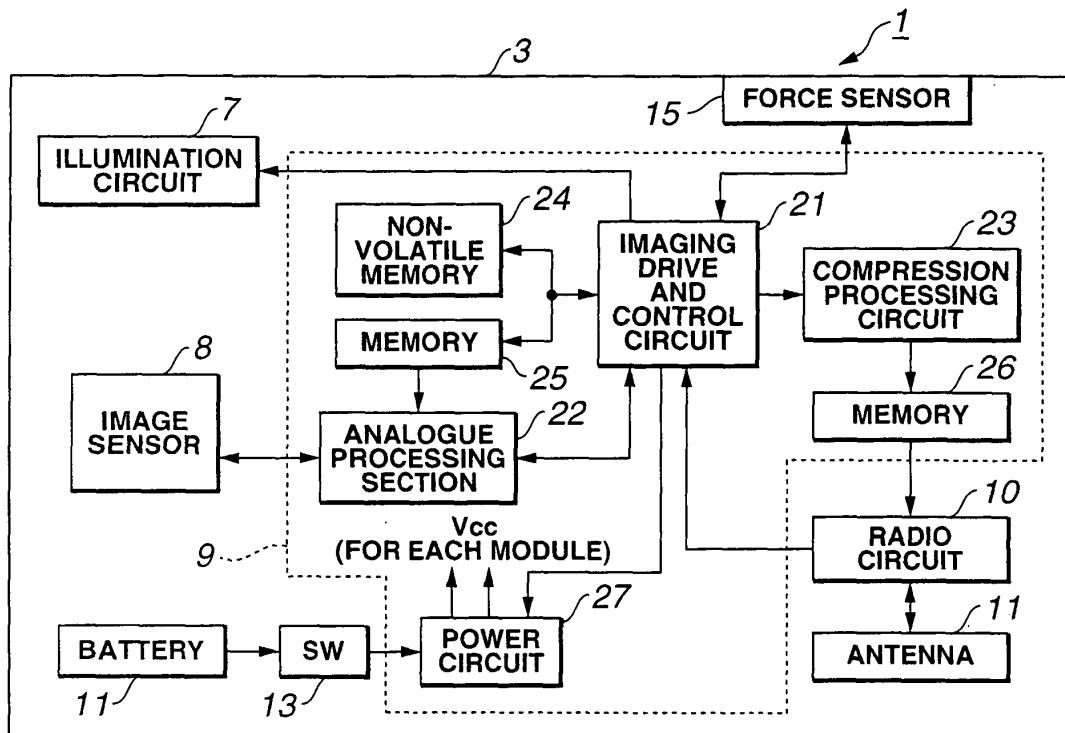 1
3
15
FORCE SENSOR
7
ILLUMINATION
CIRCUIT
24
NON-
VOLATILE
MEMORY
21
IMAGING
DRIVE
AND
CONTROL
CIRCUIT
23
COMPRESSION
PROCESSING
CIRCUIT
MEMORY
25
26
MEMORY
8
IMAGE
SENSOR
22
ANALOGUE
PROCESSING
SECTION
10
RADIO
CIRCUIT
9
Vcc
(FOR EACH MODULE)
27
POWER
CIRCUIT
BATTERY
11
SW
13
11
ANTENNA